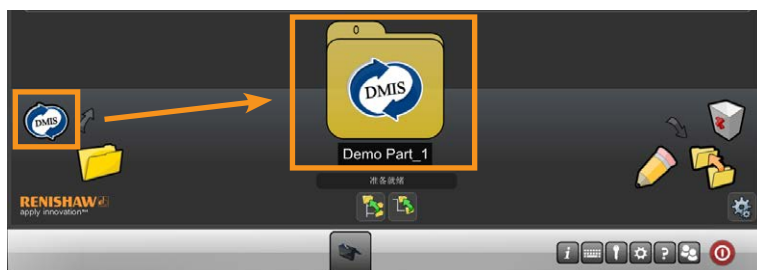 0
DMIS
DMIS
Demo Part_1
准备就绪
RENISHAW
apply innovation™
i
?